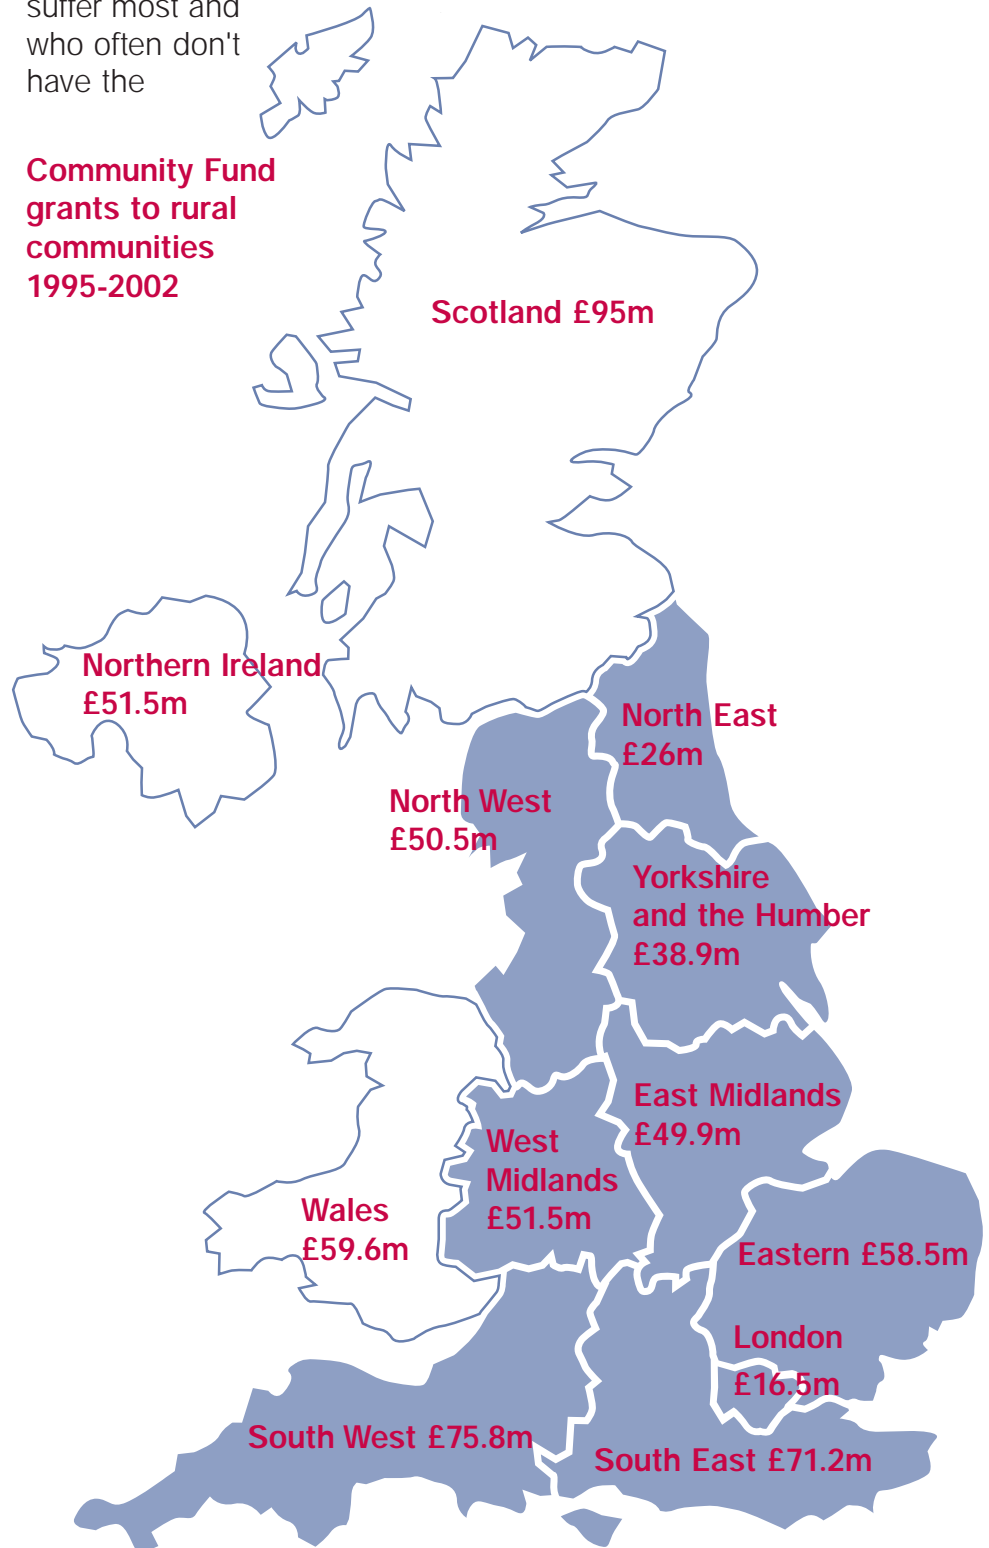 suffer most and
who often don't
have the
Community Fund
grants to rural
communities
1995-2002
Scotland £95m
Northern Ireland
£51.5m
North East
£26m
North West
£50.5m
Yorkshire
and the Humber
£38.9m
East Midlands
£49.9m
West
Midlands
£51.5m
Wales
£59.6m
Eastern £58.5m
London
£16.5m
South West £75.8m
South East £71.2m